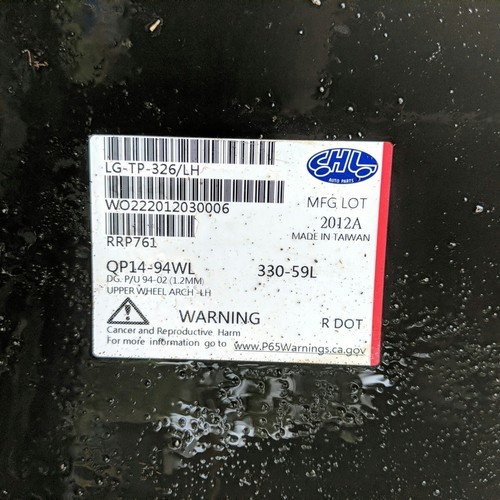 LG-TP-326/LH
CHL
AUTO PARTS
WO222012030006
MFG LOT
2012A
MADE IN TAIWAN
RRP761
QP14-94WL
330-59L
DG. P/U 94-02 (1.2MM)
UPPER WHEEL ARCH -LH
WARNING
R DOT
Cancer and Reproductive Harm
For more information go to www.P65Warnings.ca.gov